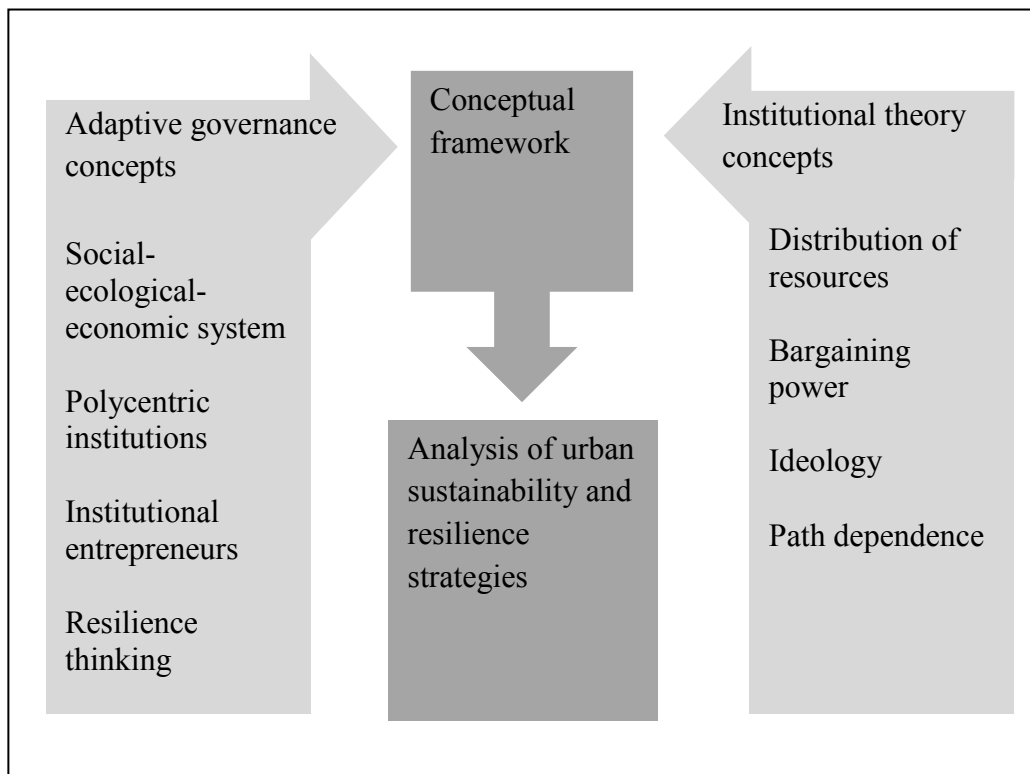 Adaptive governance
concepts
Social-
ecological-
economic system
Polycentric
institutions
Institutional
entrepreneurs
Resilience
thinking
Conceptual
framework
Analysis of urban
sustainability and
resilience
strategies
Institutional theory
concepts
Distribution of
resources
Bargaining
power
Ideology
Path dependence